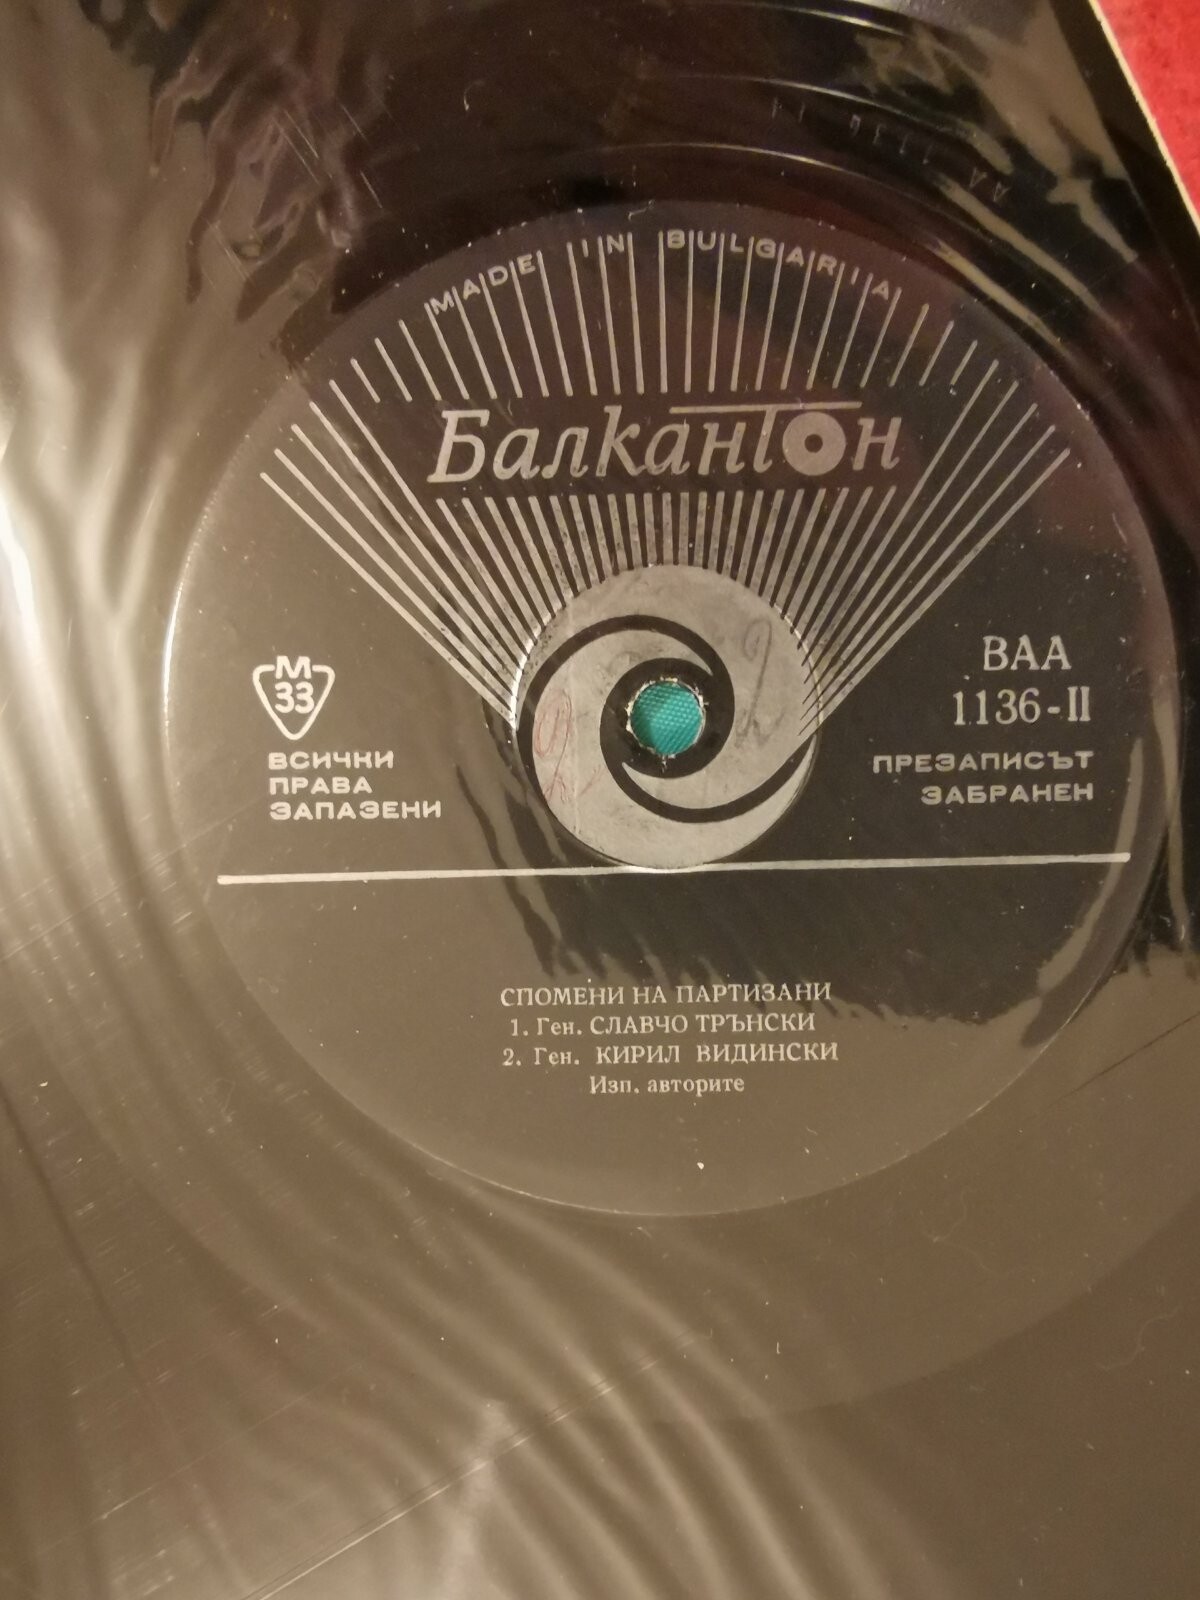 MADE IN BULGARIA
Балкантон
М
33
ВСИЧКИ
ПРАВА
ЗАПАЗЕНИ
ВАА
1136-II
ПРЕЗАПИСЪТ
ЗАБРАНЕН
2
СПОМЕНИ НА ПАРТИЗАНИ
1. Ген. СЛАВЧО ТРЪНСКИ
2. Ген. КИРИЛ ВИДИНСКИ
Изп. авторите